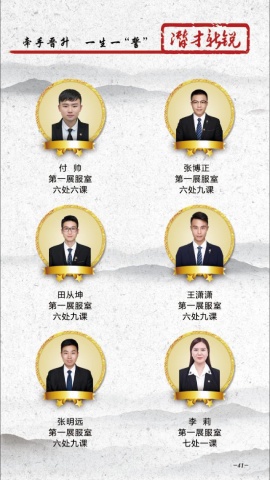 牵手晋升 一生一“誓”
潜才新锐
付 帅
第一展服室
六处六课
张博正
第一展服室
六处九课
田从坤
第一展服室
六处九课
王潇潇
第一展服室
六处九课
张明远
第一展服室
六处九课
李 莉
第一展服室
七处一课
-41-